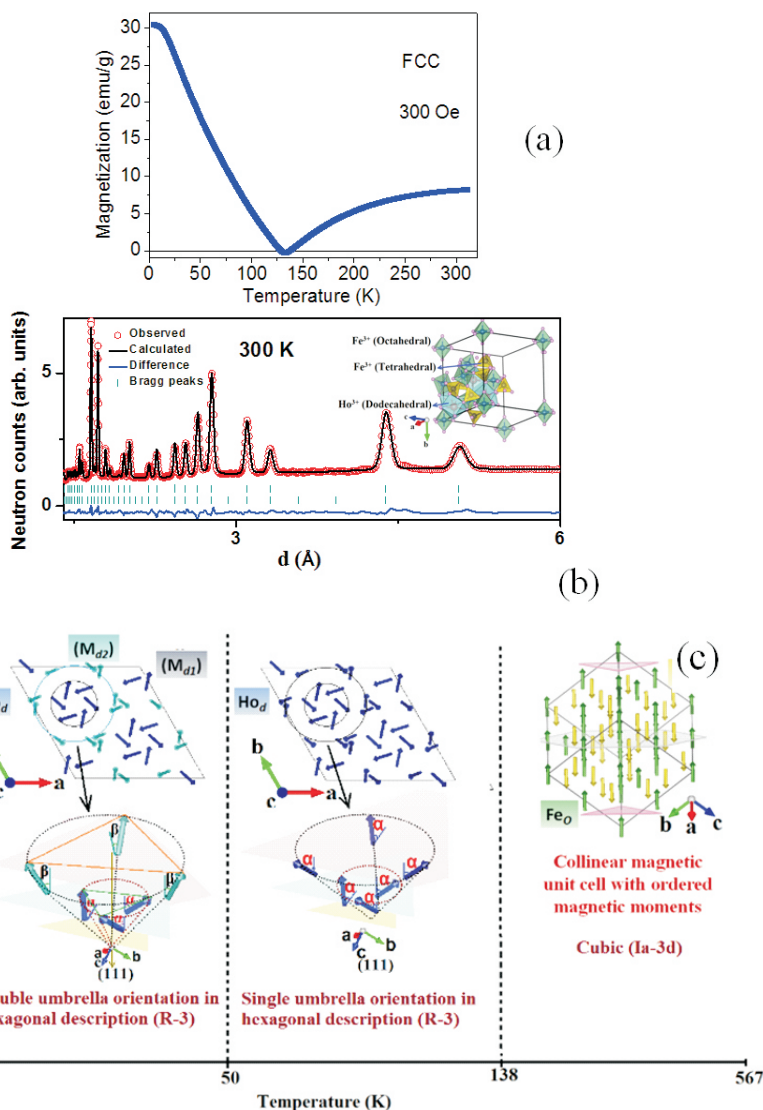 30
25
20
15
10
5
0
Magnetization (emu/g)
FCC
300 Oe
(a)
0 50 100 150 200 250 300
Temperature (K)
Observed
Calculated
Difference
Bragg peaks
300 K
Fe³⁺ (Octahedral)
Fe³⁺ (Tetrahedral)
Ho³⁺ (Dodecahedral)
c
a
b
5
0
Neutron counts (arb. units)
3 6
d (Å)
(b)
(c)
(Md2)
(Md1)
d
a
β
β
β
α
α
α
a
b
c
(111)
Double umbrella orientation in
hexagonal description (R-3)
Hod
b
c
a
α
α
α
α
α
α
a
b
c
(111)
Single umbrella orientation in
hexagonal description (R-3)
FeO
b
a
c
Collinear magnetic
unit cell with ordered
magnetic moments
Cubic (Ia-3d)
50 138 567
Temperature (K)